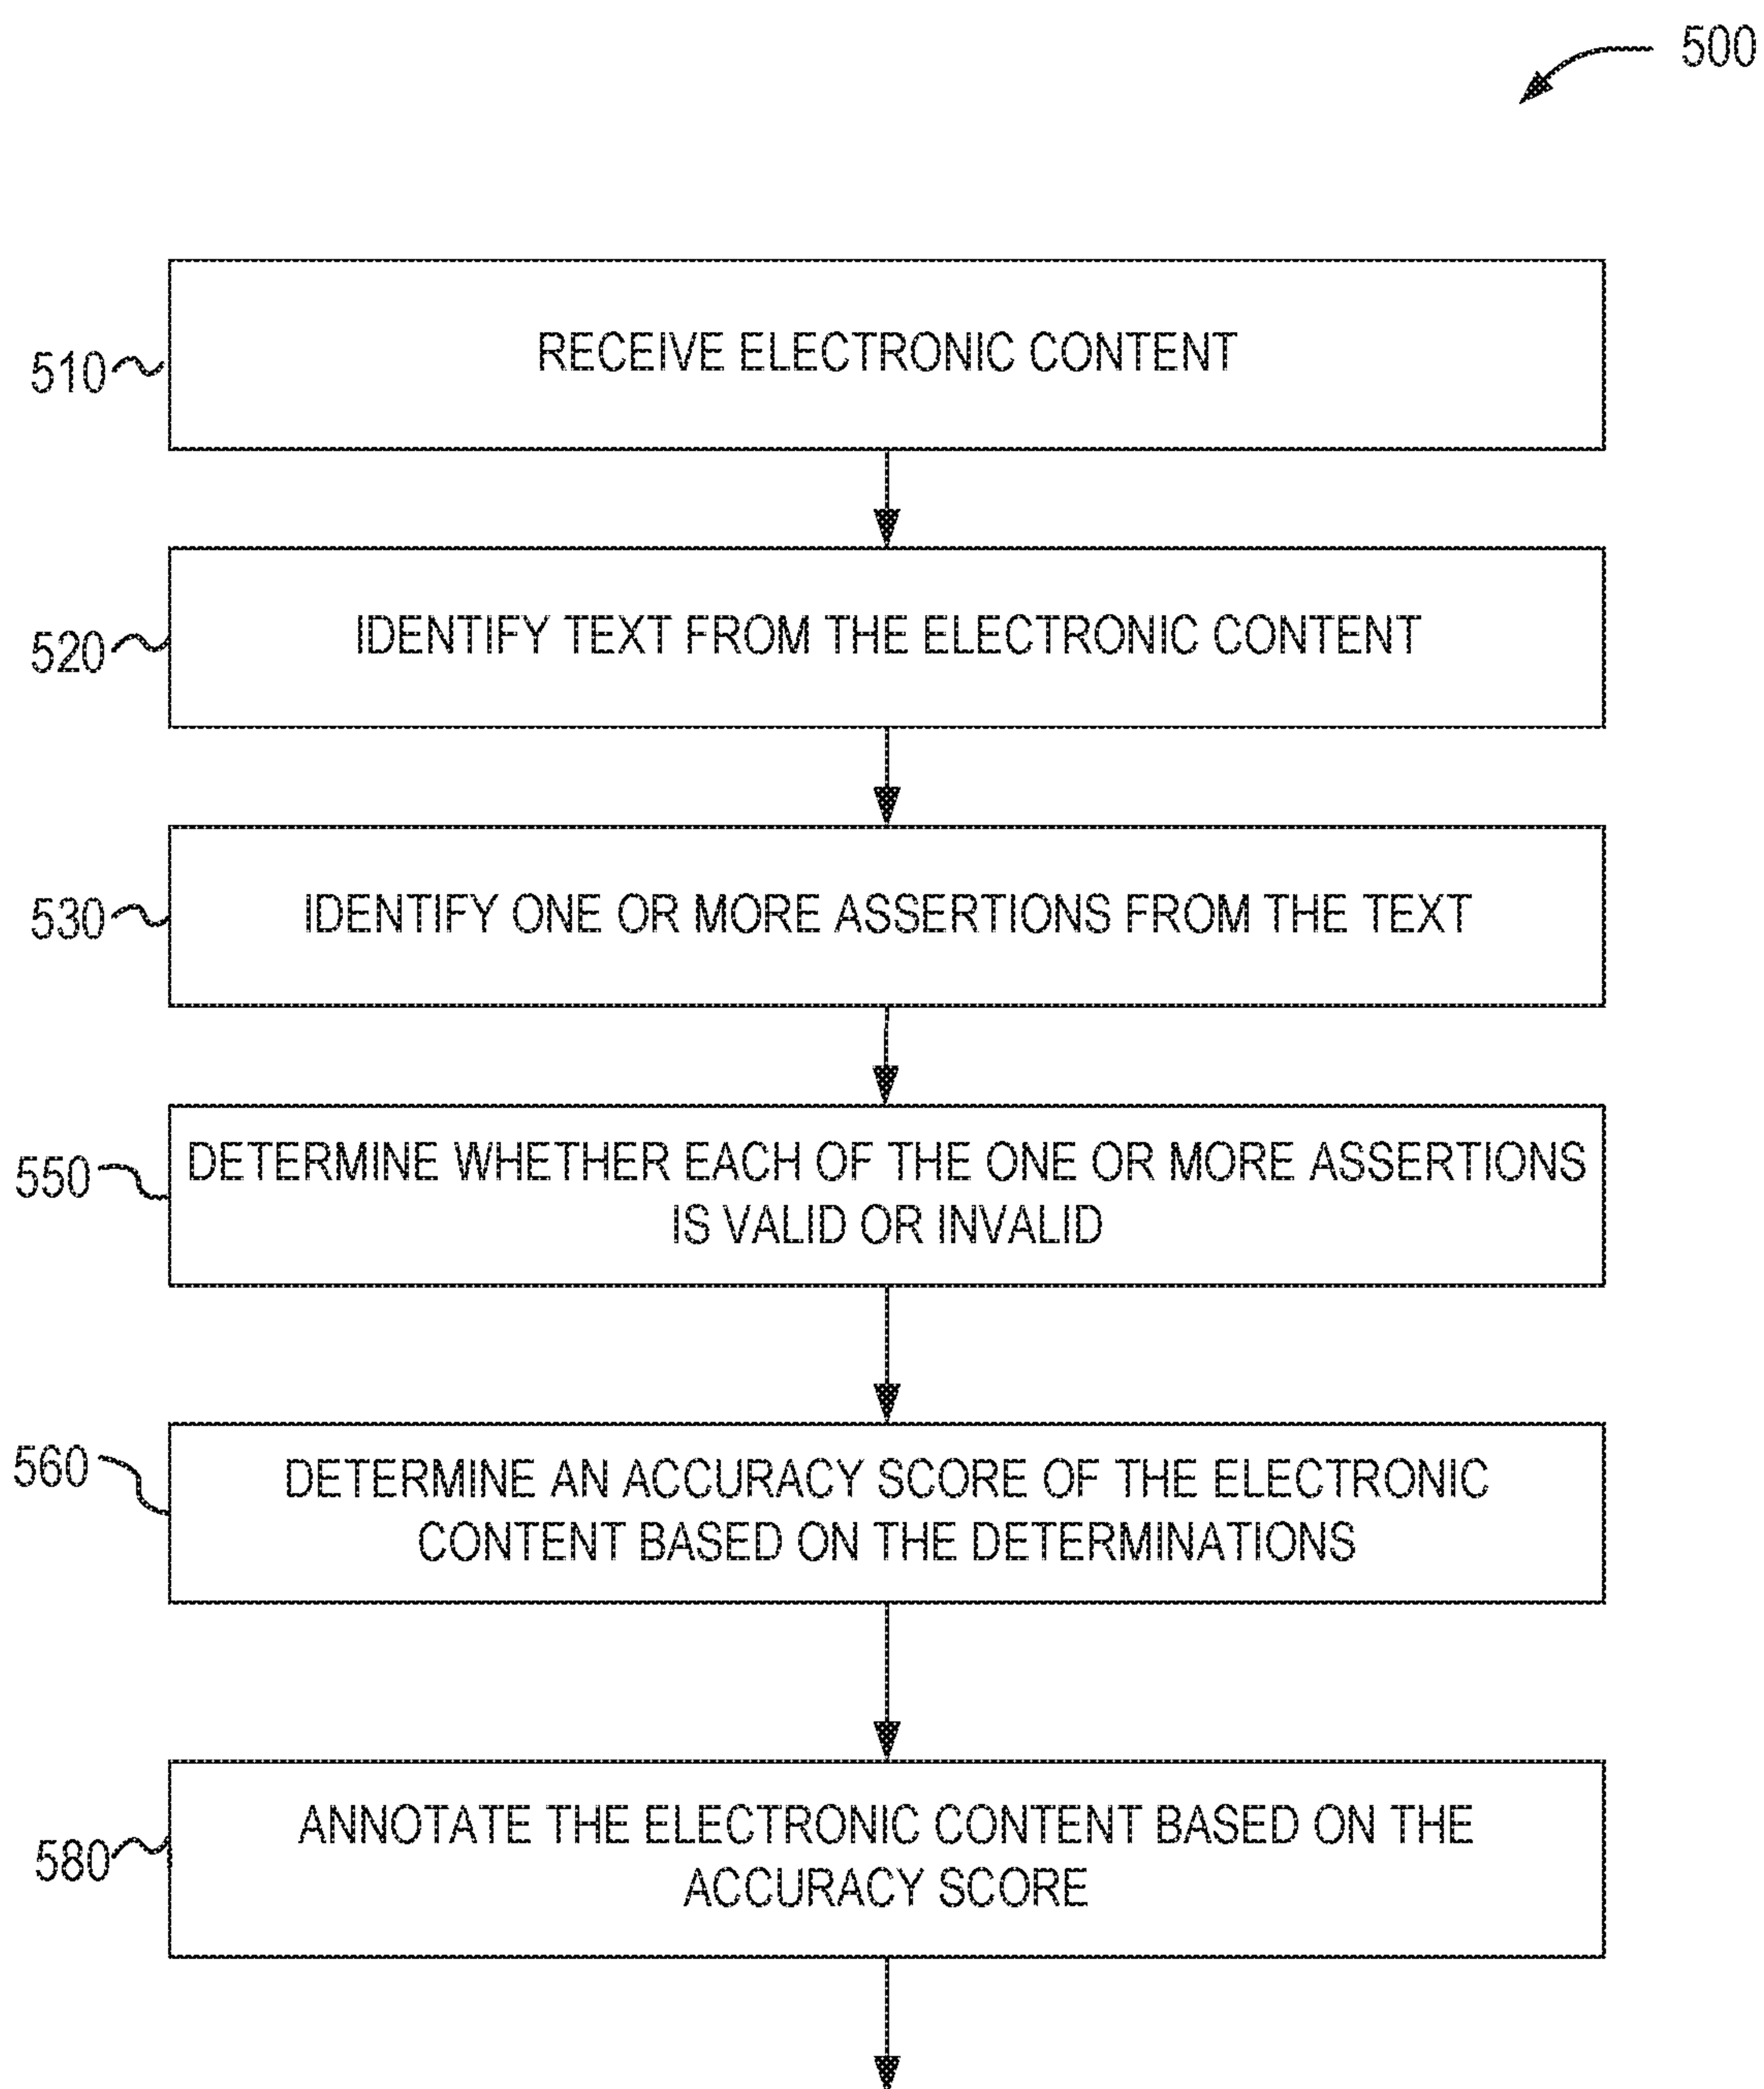 500
510
RECEIVE ELECTRONIC CONTENT
520
IDENTIFY TEXT FROM THE ELECTRONIC CONTENT
530
IDENTIFY ONE OR MORE ASSERTIONS FROM THE TEXT
550
DETERMINE WHETHER EACH OF THE ONE OR MORE ASSERTIONS
IS VALID OR INVALID
560
DETERMINE AN ACCURACY SCORE OF THE ELECTRONIC
CONTENT BASED ON THE DETERMINATIONS
580
ANNOTATE THE ELECTRONIC CONTENT BASED ON THE
ACCURACY SCORE